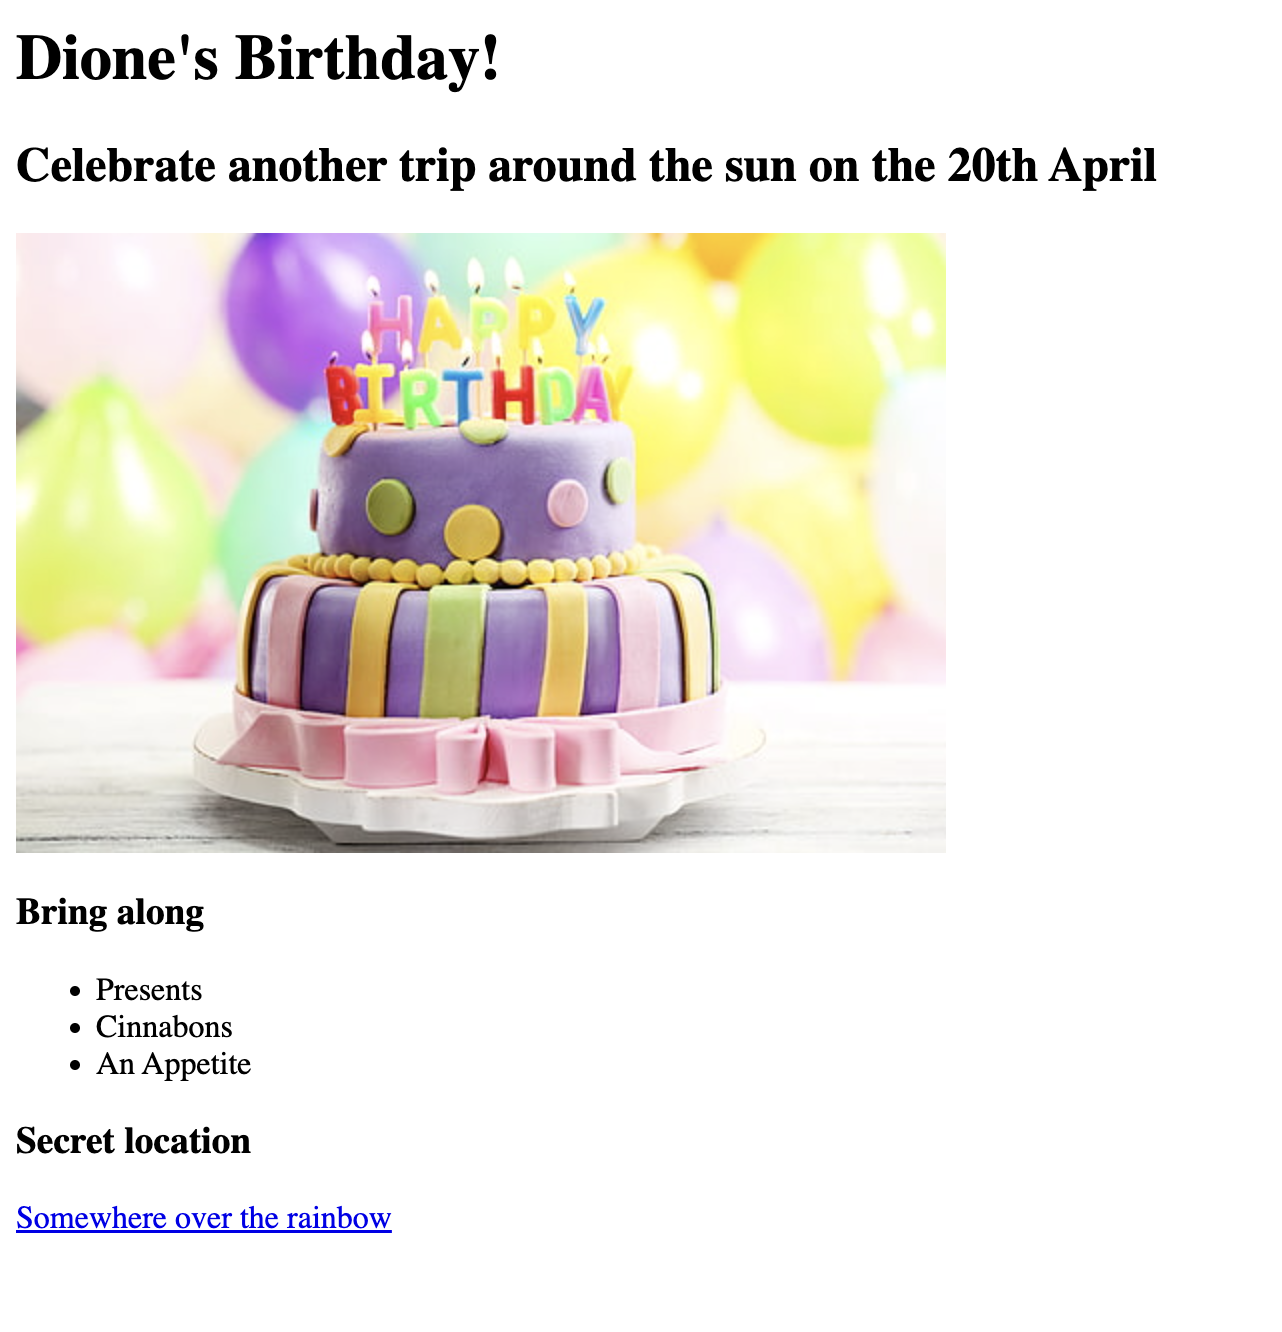 Dione's Birthday!
Celebrate another trip around the sun on the 20th April
HAPPY
BIRTHDAY
Bring along
Presents
Cinnabons
An Appetite
Secret location
Somewhere over the rainbow